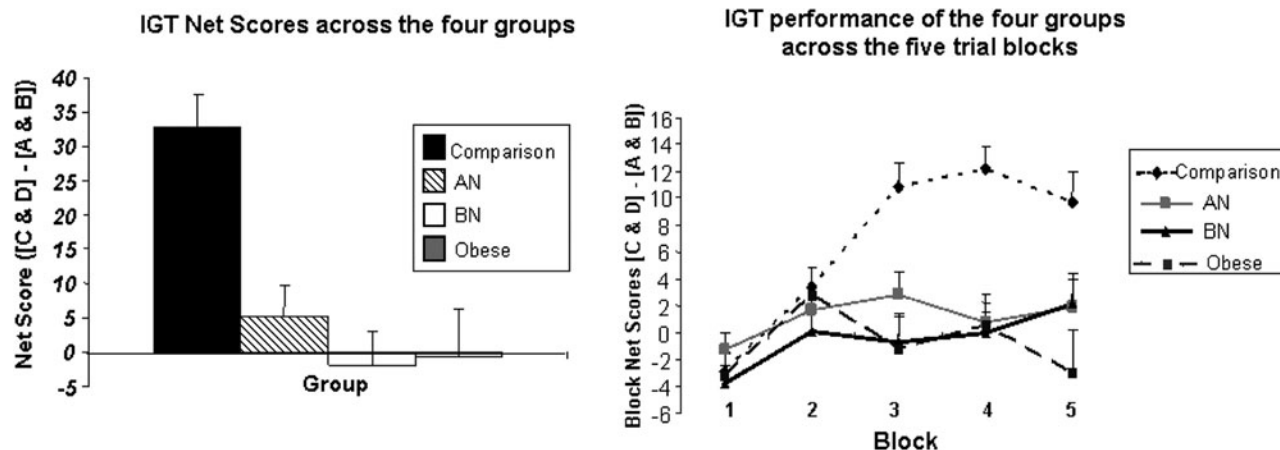 IGT Net Scores across the four groups
Net Score ([C & D] - [A & B])
40
35
30
25
20
15
10
5
0
-5
Group
Comparison
AN
BN
Obese
IGT performance of the four groups
across the five trial blocks
Block Net Scores [C & D] - [A & B])
16
14
12
10
8
6
4
2
0
-2
-4
-6
1 2 3 4 5
Block
Comparison
AN
BN
Obese